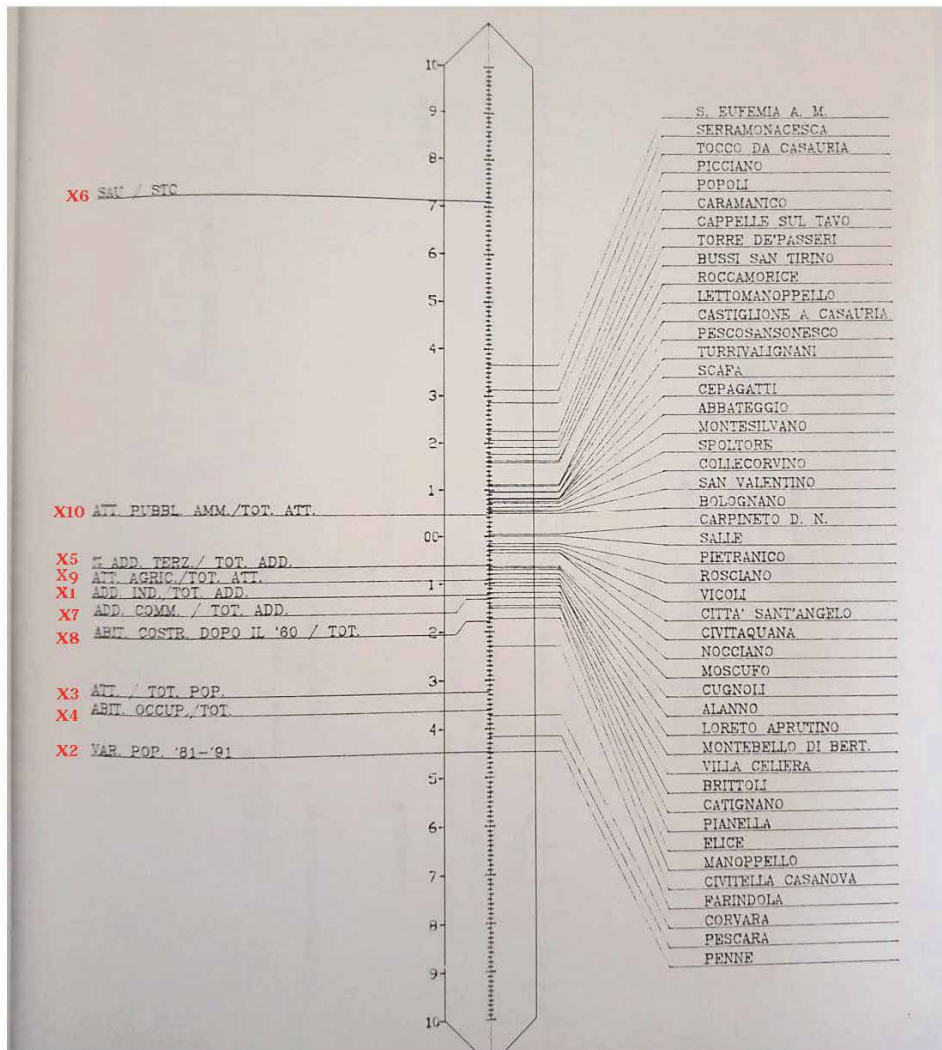 X6 SAU / STC
X10 ATT. PUBBL AMM./TOT. ATT.
X5 % ADD. TERZ./ TOT. ADD.
X9 ATT. AGRIC./TOT. ATT.
X1 ADD. IND./TOT. ADD.
X7 ADD. COMM. / TOT. ADD.
X8 ABIT. COSTR. DOPO IL '60 / TOT.
X3 ATT. / TOT. POP.
X4 ABIT. OCCUP./TOT.
X2 VAR. POP. '81-'91
10
9
8
7
6
5
4
3
2
1
00
1
2
3
4
5
6
7
8
9
10
S. EUFEMIA A. M.
SERRAMONACESCA
TOCCO DA CASAURIA
PICCIANO
POPOLI
CARAMANICO
CAPPELLE SUL TAVO
TORRE DE'PASSERI
BUSSI SAN TIRINO
ROCCAMORICE
LETTOMANOPPELLO
CASTIGLIONE A CASAURIA
PESCOSANSONESCO
TURRIVALIGNANI
SCAFA
CEPAGATTI
ABBATEGGIO
MONTESILVANO
SPOLTORE
COLLECORVINO
SAN VALENTINO
BOLOGNANO
CARPINETO D. N.
SALLE
PIETRANICO
ROSCIANO
VICOLI
CITTA' SANT'ANGELO
CIVITAQUANA
NOCCIANO
MOSCUFO
CUGNOLI
ALANNO
LORETO APRUTINO
MONTEBELLO DI BERT.
VILLA CELIERA
BRITTOLI
CATIGNANO
PIANELLA
ELICE
MANOPPELLO
CIVITELLA CASANOVA
FARINDOLA
CORVARA
PESCARA
PENNE